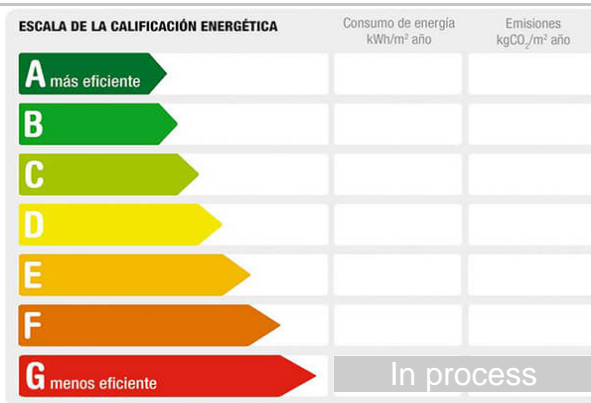 ESCALA DE LA CALIFICACIÓN ENERGÉTICA
Consumo de energía
kWh/m² año
Emisiones
kgCO₂/m² año
A más eficiente
B
C
D
E
F
G menos eficiente
In process